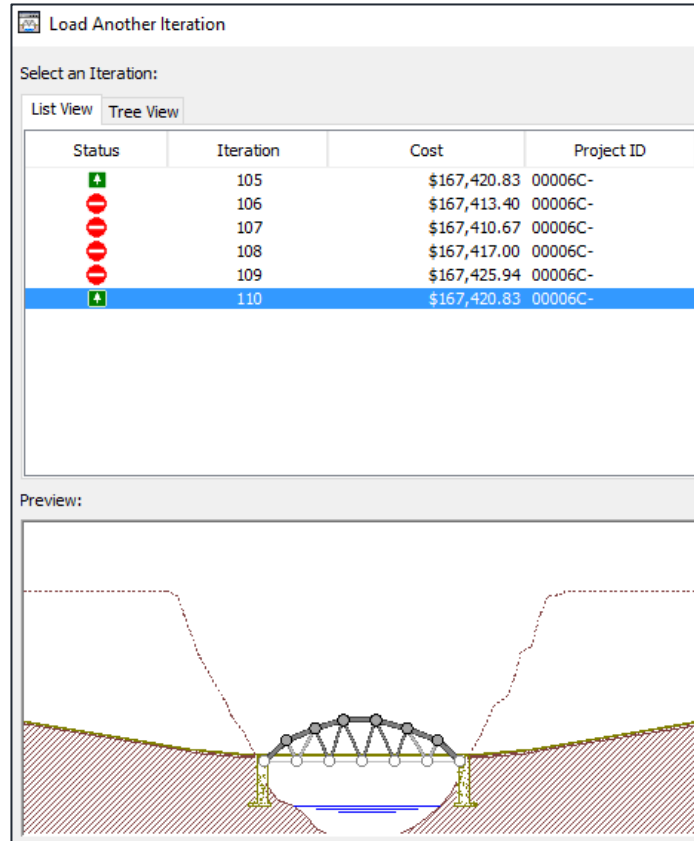 Load Another Iteration
Select an Iteration:
List View Tree View
Status Iteration Cost Project ID
105 $167,420.83 00006C-
106 $167,413.40 00006C-
107 $167,410.67 00006C-
108 $167,417.00 00006C-
109 $167,425.94 00006C-
110 $167,420.83 00006C-
Preview: